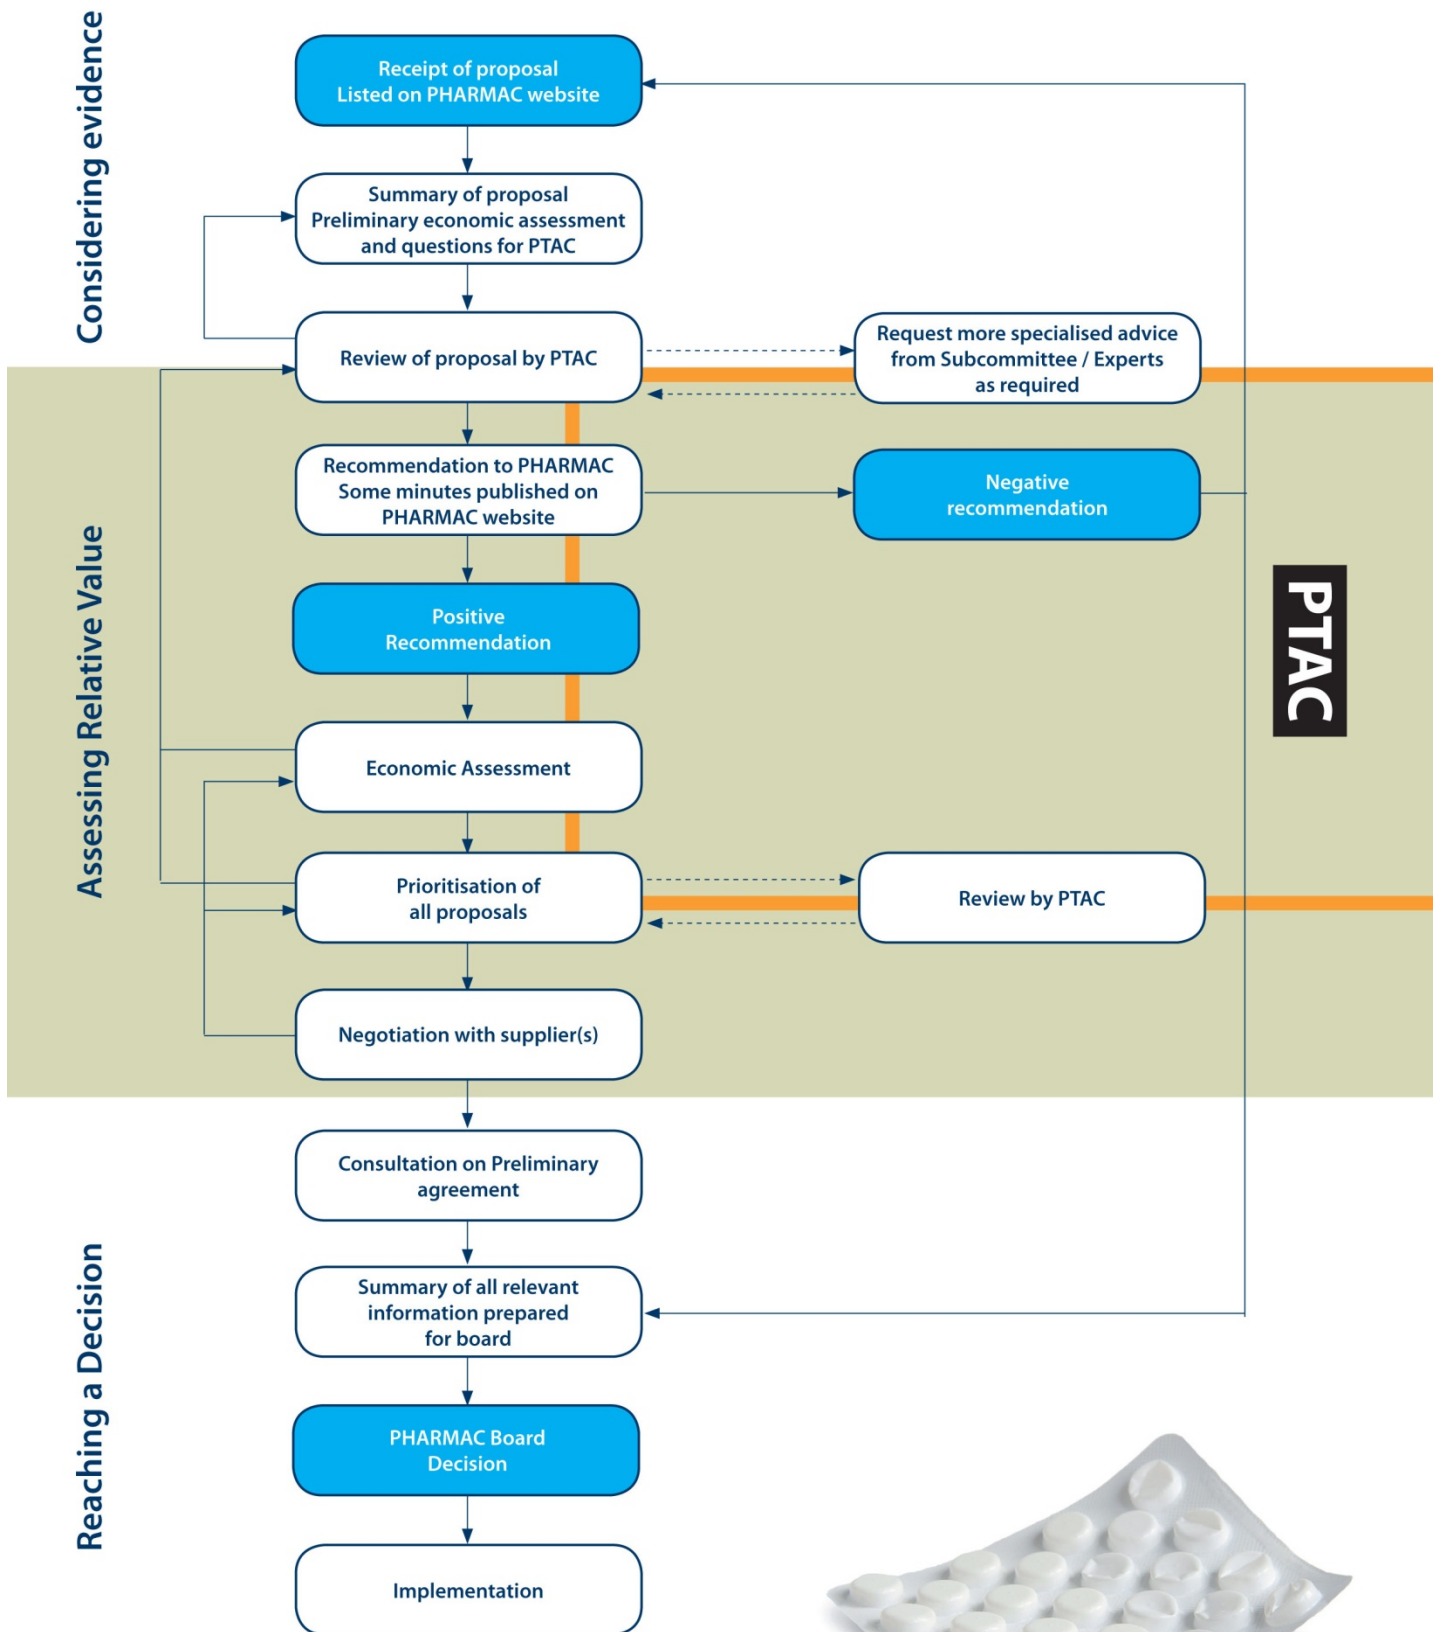 Considering evidence
Receipt of proposal
Listed on PHARMAC website
Summary of proposal
Preliminary economic assessment
and questions for PTAC
Review of proposal by PTAC
Request more specialised advice
from Subcommittee / Experts
as required
Assessing Relative Value
Recommendation to PHARMAC
Some minutes published on
PHARMAC website
Negative
recommendation
PTAC
Positive
Recommendation
Economic Assessment
Prioritisation of
all proposals
Review by PTAC
Negotiation with supplier(s)
Reaching a Decision
Consultation on Preliminary
agreement
Summary of all relevant
information prepared
for board
PHARMAC Board
Decision
Implementation